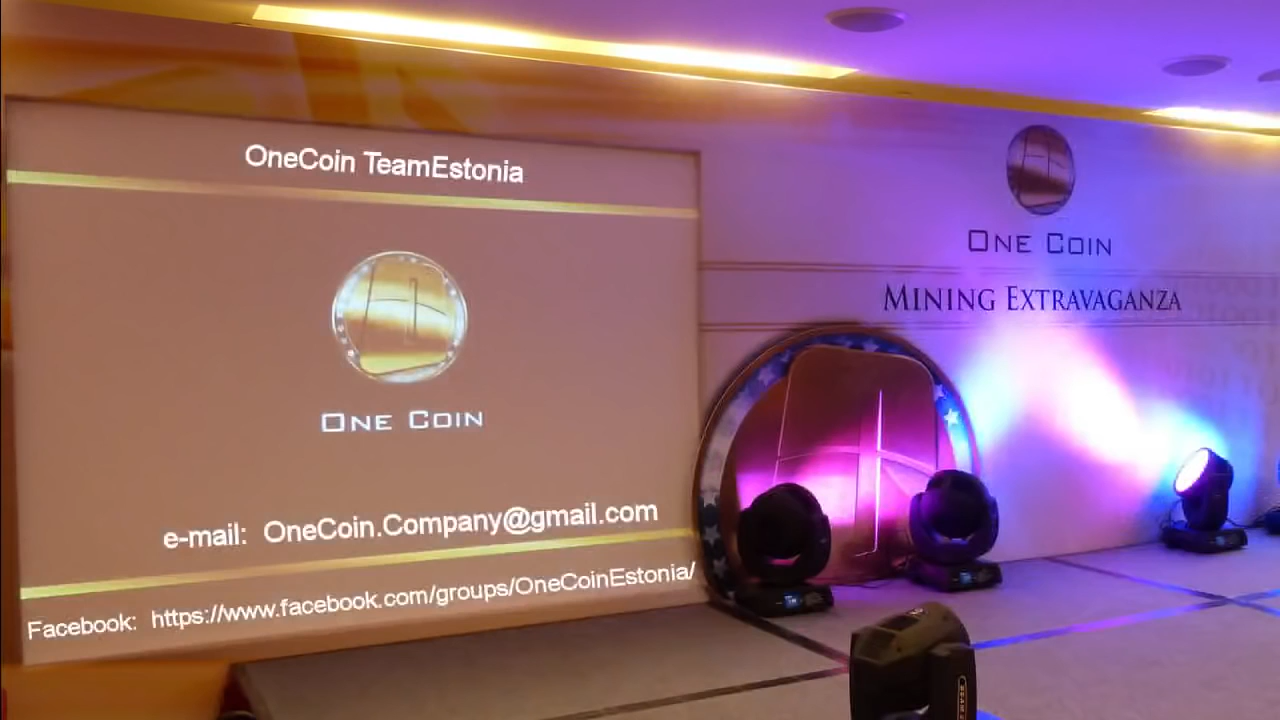 OneCoin TeamEstonia
ONE COIN
e-mail: OneCoin.Company@gmail.com
Facebook: https://www.facebook.com/groups/OneCoinEstonia/
ONE COIN
MINING EXTRAVAGANZA